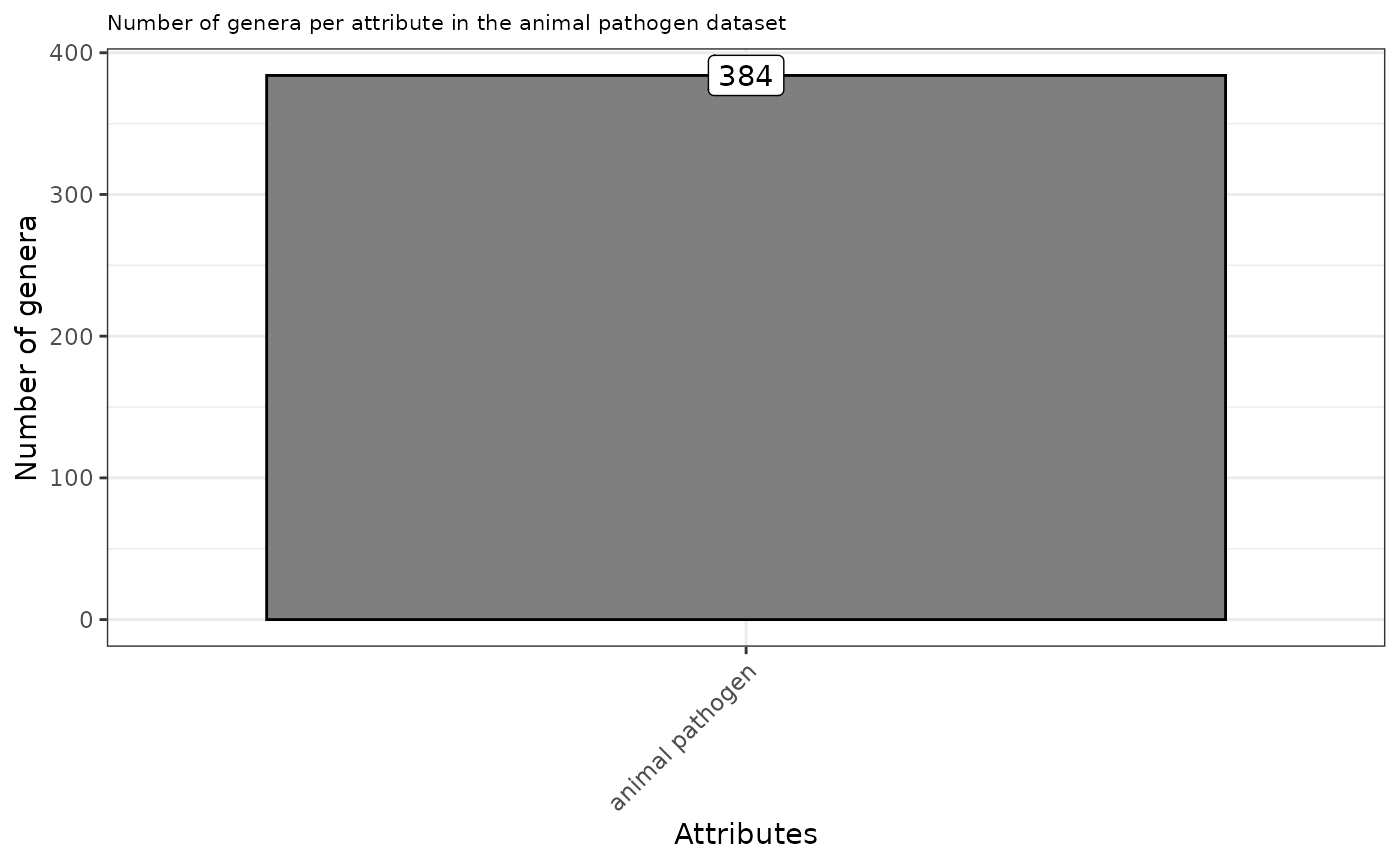 Number of genera per attribute in the animal pathogen dataset
400
384
300
200
100
0
Number of genera
animal pathogen
Attributes